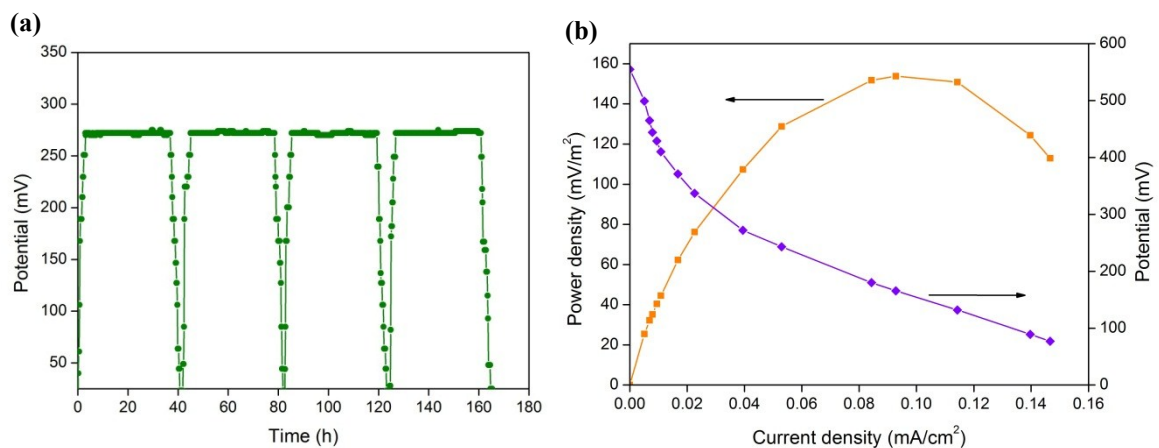 (a)
350
300
250
200
150
100
50
0 20 40 60 80 100 120 140 160 180
Potential (mV)
Time (h)
(b)
160
140
120
100
80
60
40
20
0
Power density (mV/m²)
600
500
400
300
200
100
0
Potential (mV)
0.00 0.02 0.04 0.06 0.08 0.10 0.12 0.14 0.16
Current density (mA/cm²)